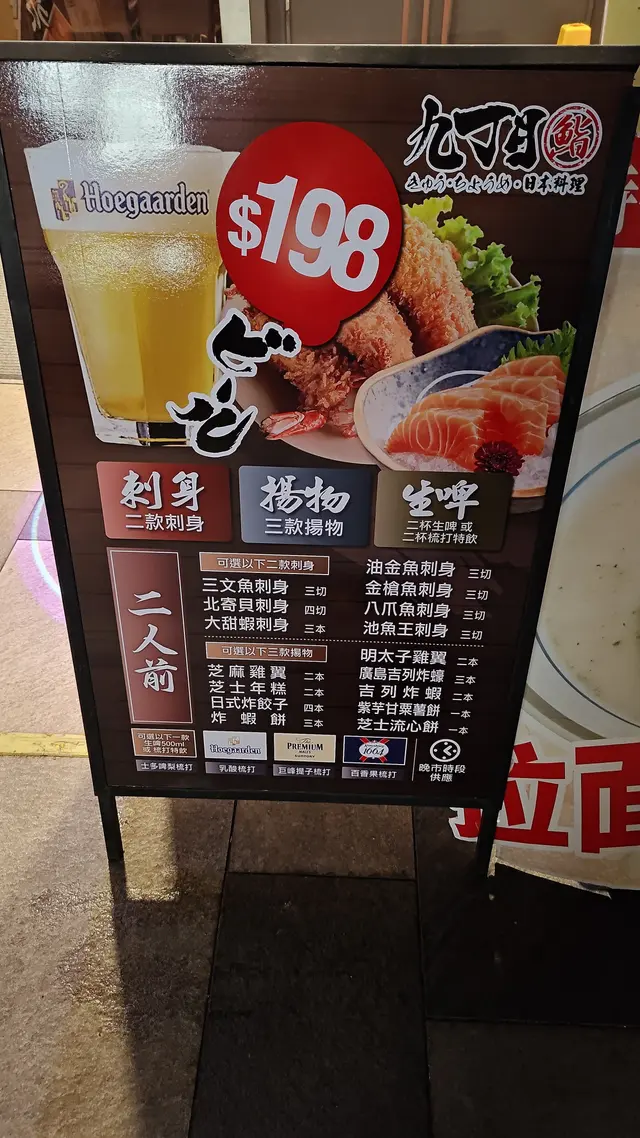 九丁目鮨
きゅう・ちょうめ・日本料理
Hoegaarden
$198
ビール
刺身
二款刺身
揚物
三款揚物
生啤
二杯生啤 或
二杯梳打特飲
二人前
可選以下二款刺身
三文魚刺身 三切
北寄貝刺身 四切
大甜蝦刺身 三本
油金魚刺身 三切
金槍魚刺身 三切
八爪魚刺身 三切
池魚王刺身 三切
可選以下三款揚物
芝麻雞翼 二本
芝士年糕 二本
日式炸餃子 四本
炸蝦餅 三本
明太子雞翼 二本
廣島吉列炸蠔 三本
吉列炸蝦 二本
紫芋甘粟薯餅 一本
芝士流心餅 一本
可選以下一款
生啤500ml
或 梳打特飲
Hoegaarden
PREMIUM
MALT'S
SUNTORY
1664
士多啤梨梳打
乳酸梳打
巨峰提子梳打
百香果梳打
晚市時段
供應
拉面